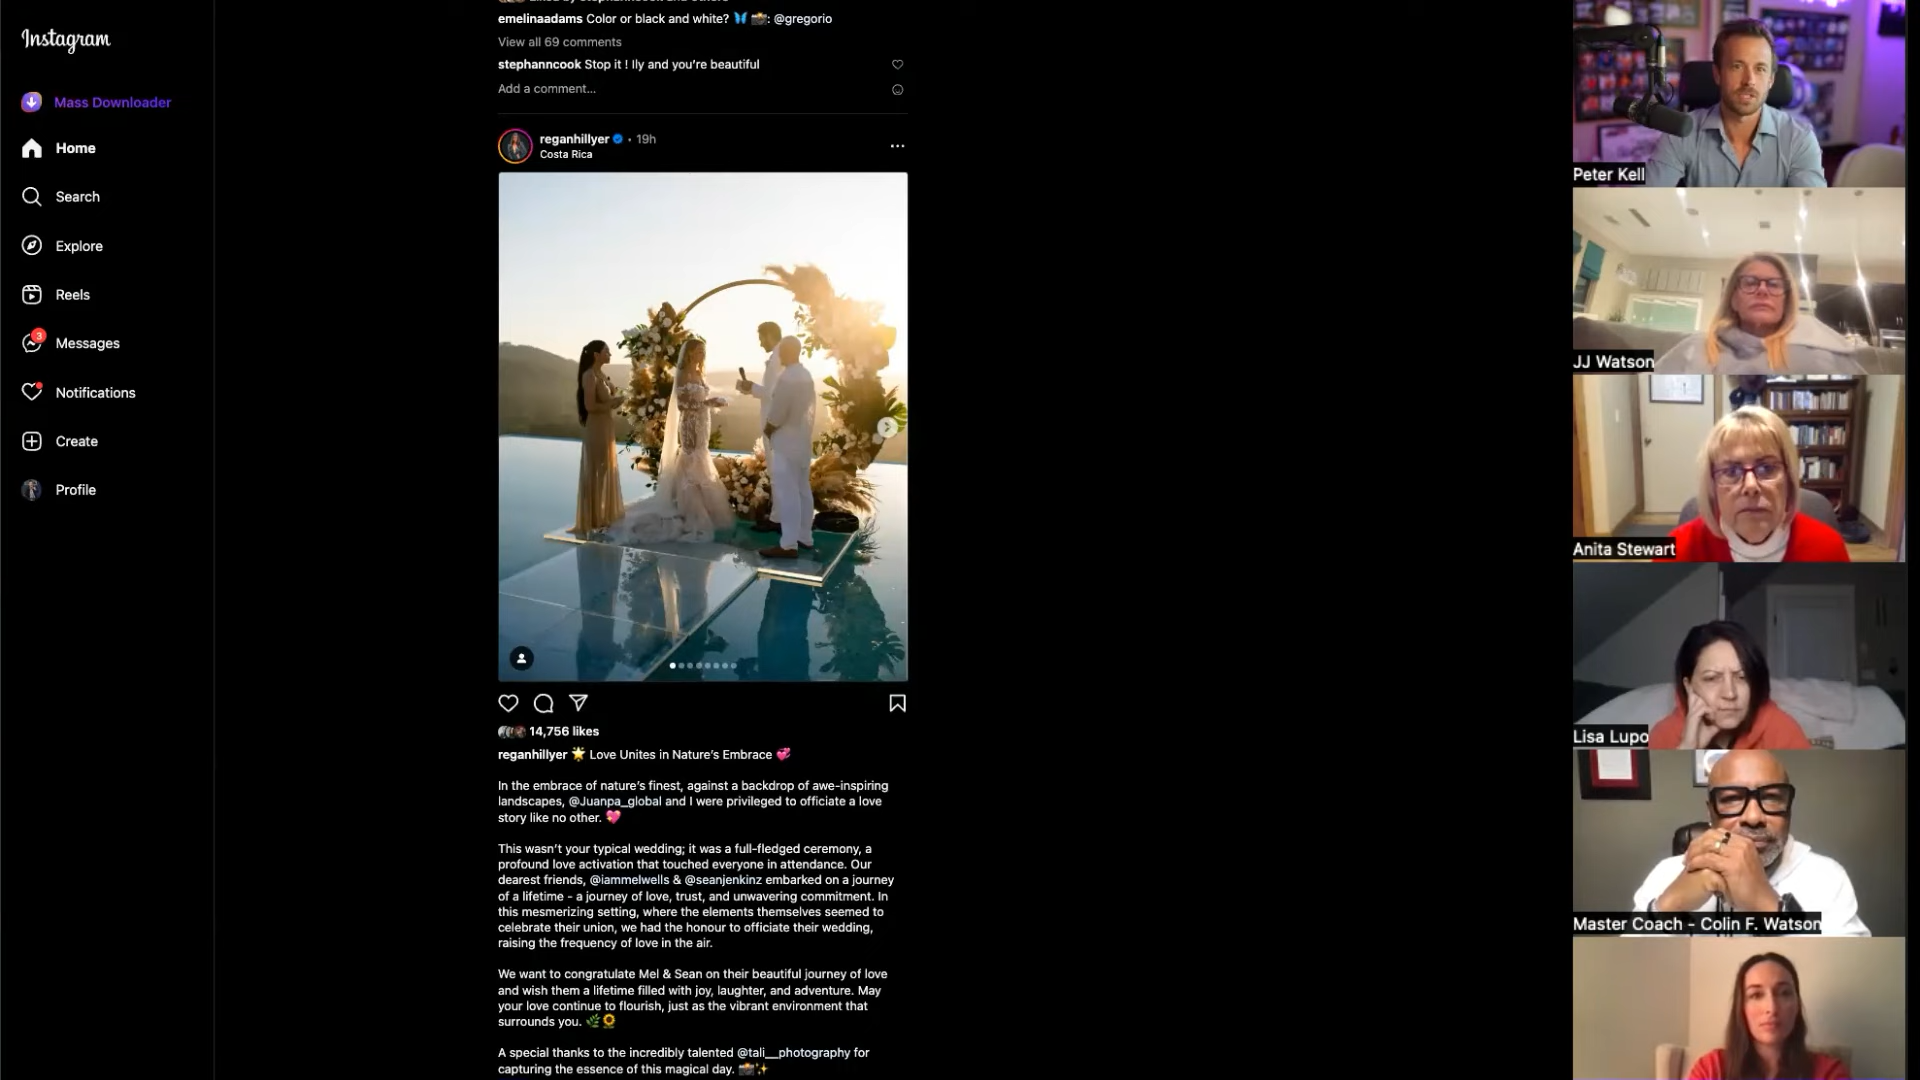 Instagram
Mass Downloader
Home
Search
Explore
Reels
3
Messages
Notifications
Create
Profile
emelinaadams Color or black and white? 🦋 📸: @gregorio
View all 69 comments
stephanncook Stop it ! Ily and you're beautiful
Add a comment...
reganhillyer • 19h
Costa Rica
14,756 likes
reganhillyer 🌟 Love Unites in Nature's Embrace 💞
In the embrace of nature's finest, against a backdrop of awe-inspiring
landscapes, @Juanpa_global and I were privileged to officiate a love
story like no other. 💖
This wasn't your typical wedding; it was a full-fledged ceremony, a
profound love activation that touched everyone in attendance. Our
dearest friends, @iammelwells & @seanjenkinz embarked on a journey
of a lifetime - a journey of love, trust, and unwavering commitment. In
this mesmerizing setting, where the elements themselves seemed to
celebrate their union, we had the honour to officiate their wedding,
raising the frequency of love in the air.
We want to congratulate Mel & Sean on their beautiful journey of love
and wish them a lifetime filled with joy, laughter, and adventure. May
your love continue to flourish, just as the vibrant environment that
surrounds you. 🌿🌻
A special thanks to the incredibly talented @tali__photography for
capturing the essence of this magical day. 📸✨
Peter Kell
JJ Watson
Anita Stewart
Lisa Lupo
Master Coach - Colin F. Watson